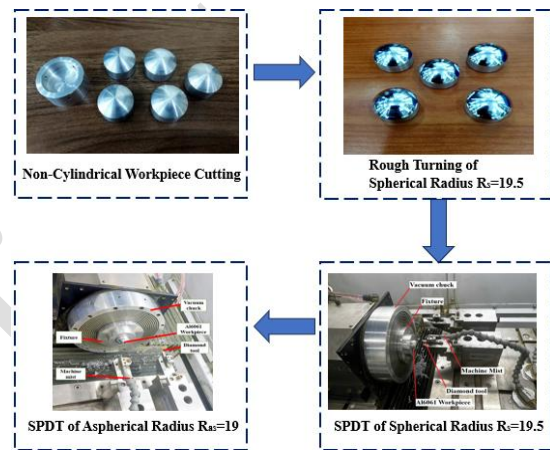 Non-Cylindrical Workpiece Cutting
Rough Turning of
Spherical Radius Rs=19.5
Vacuum chuck
Fixture
Machine Mist
Diamond tool
Al6061 Workpiece
SPDT of Spherical Radius Rs=19.5
Vacuum
chuck
Fixture
Al6061
Workpiece
Diamond
tool
Machine
mist
SPDT of Aspherical Radius Ras=19